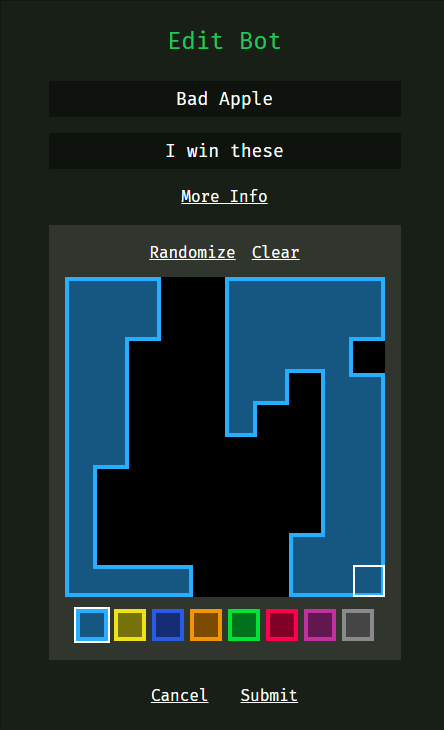 Edit Bot
Bad Apple
I win these
More Info
Randomize Clear
Cancel Submit